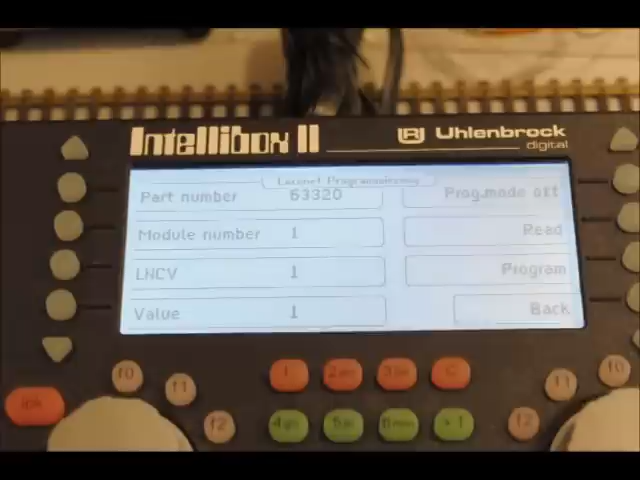 Intellibox II
Uhlenbrock
digital
Loconet Programming
Part number 63320 Prog.mode off
Module number 1 Read
LNCV 1 Program
Value 1 Back
f0
f1
f2
f0
f1
f2